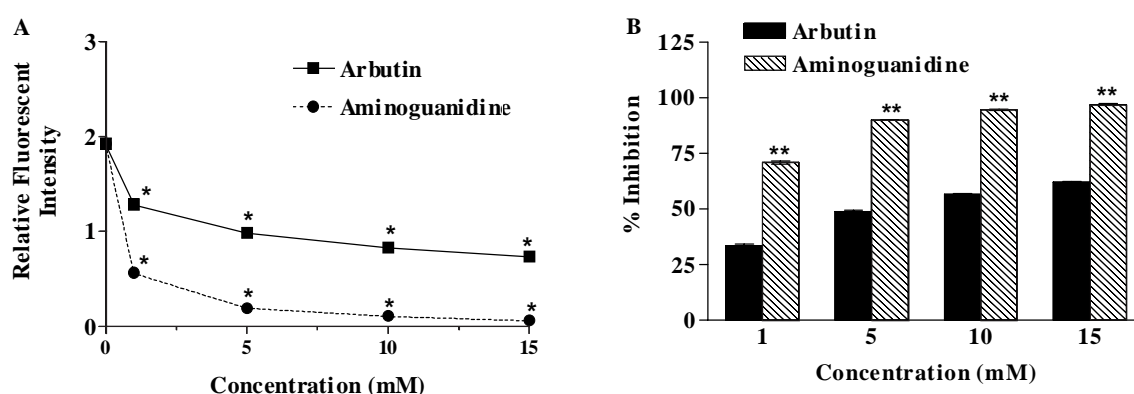 A
3
2
1
0
Relative Fluorescent
Intensity
Arbutin
Aminoguanidine
*
*
*
*
*
*
*
*
0
5
10
15
Concentration (mM)
B
125
100
75
50
25
0
% Inhibition
Arbutin
Aminoguanidine
**
**
**
**
1
5
10
15
Concentration (mM)